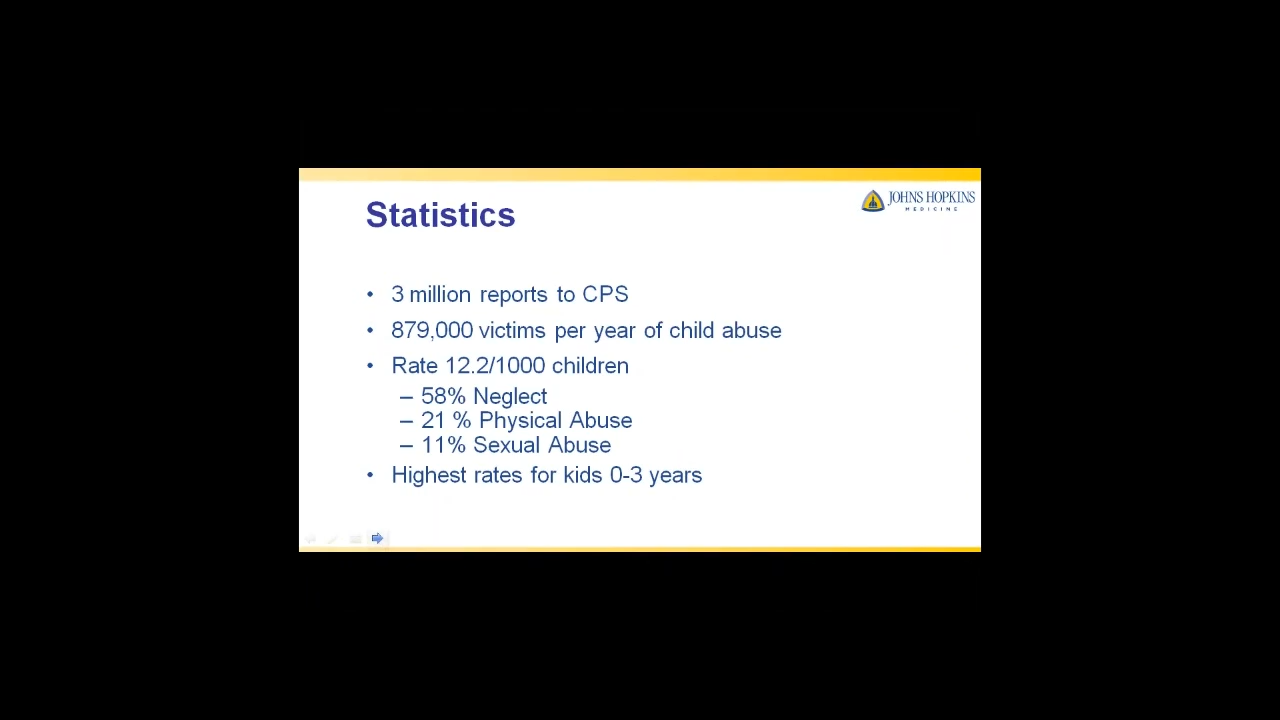 JOHNS HOPKINS
MEDICINE
Statistics
• 3 million reports to CPS
• 879,000 victims per year of child abuse
• Rate 12.2/1000 children
– 58% Neglect
– 21 % Physical Abuse
– 11% Sexual Abuse
• Highest rates for kids 0-3 years